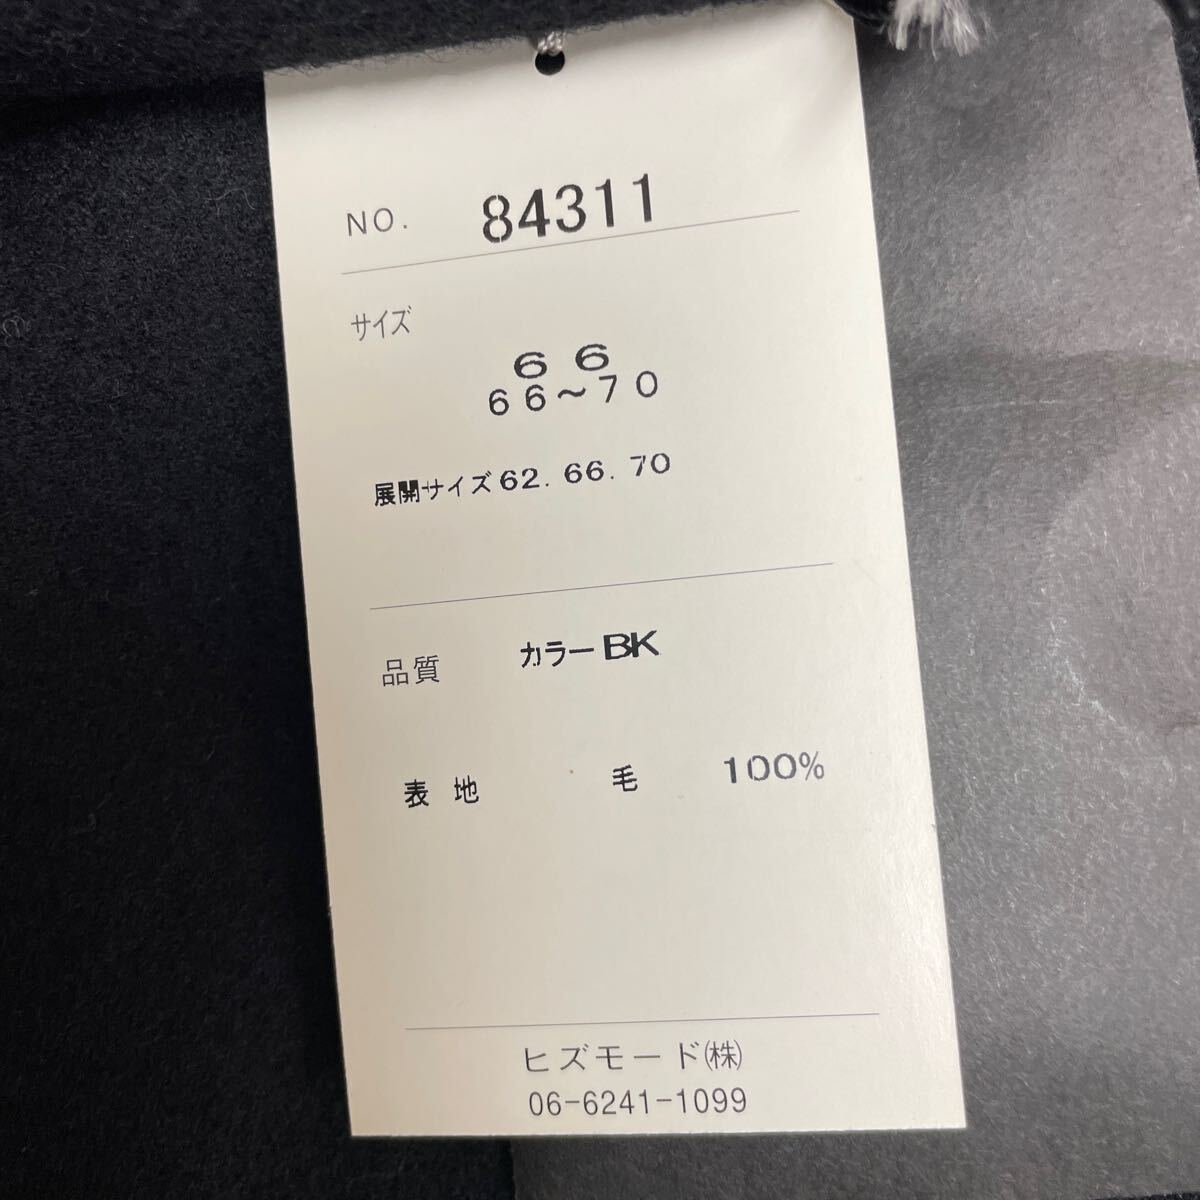 NO. 84311
サイズ
66
66~70
展開サイズ62. 66. 70
品質 カラーBK
表 地 毛 100%
ヒズモード㈱
06-6241-1099